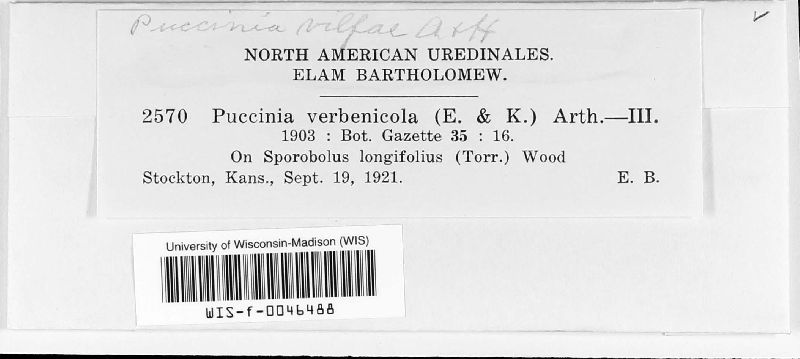 Puccinia vilfae Arth
NORTH AMERICAN UREDINALES.
ELAM BARTHOLOMEW.
2570 Puccinia verbenicola (E. & K.) Arth.—III.
1903 : Bot. Gazette 35 : 16.
On Sporobolus longifolius (Torr.) Wood
Stockton, Kans., Sept. 19, 1921. E. B.
University of Wisconsin-Madison (WIS)
WIS-f-0046488